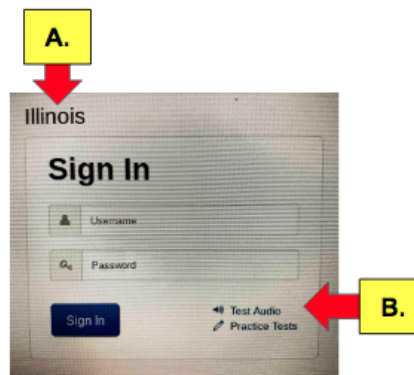 A.
Illinois
Sign In
Username
Password
Sign In
Test Audio
Practice Tests
B.